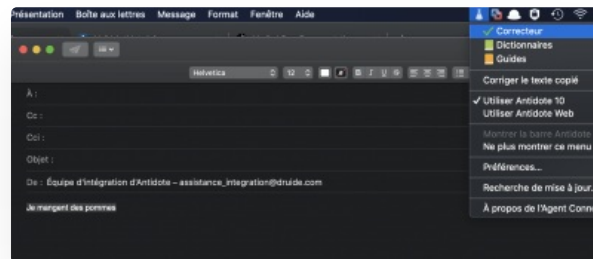 Présentation Boîte aux lettres Message Format Fenêtre Aide
Helvetica 12 B I U S
À :
Cc :
Cci :
Objet :
De : Équipe d'intégration d'Antidote – assistance_integration@druide.com
Je mangent des pommes
Correcteur
Dictionnaires
Guides
Corriger le texte copié
✓ Utiliser Antidote 10
Utiliser Antidote Web
Montrer la barre Antidote
Ne plus montrer ce menu
Préférences...
Recherche de mise à jour.
À propos de l'Agent Conn